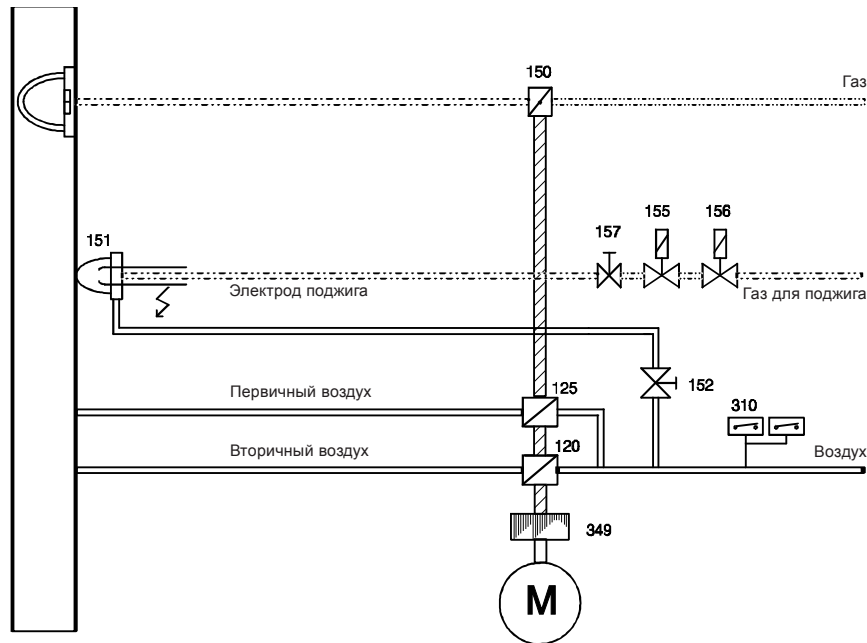 150
Газ
157
155
156
151
Электрод поджига
Газ для поджига
152
Первичный воздух
125
310
Вторичный воздух
120
Воздух
349
M